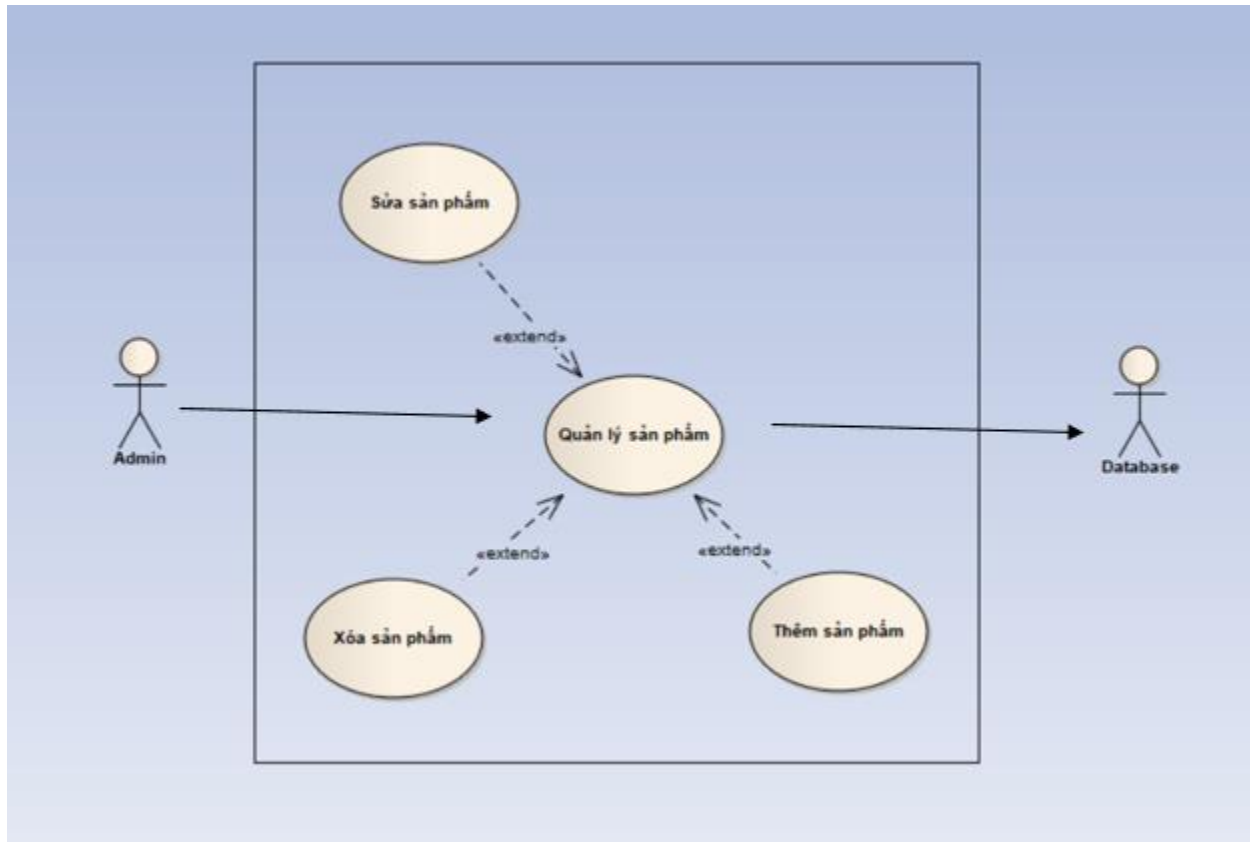 Sửa sản phẩm
«extend»
Admin
Quản lý sản phẩm
Database
«extend»
«extend»
Xóa sản phẩm
Thêm sản phẩm